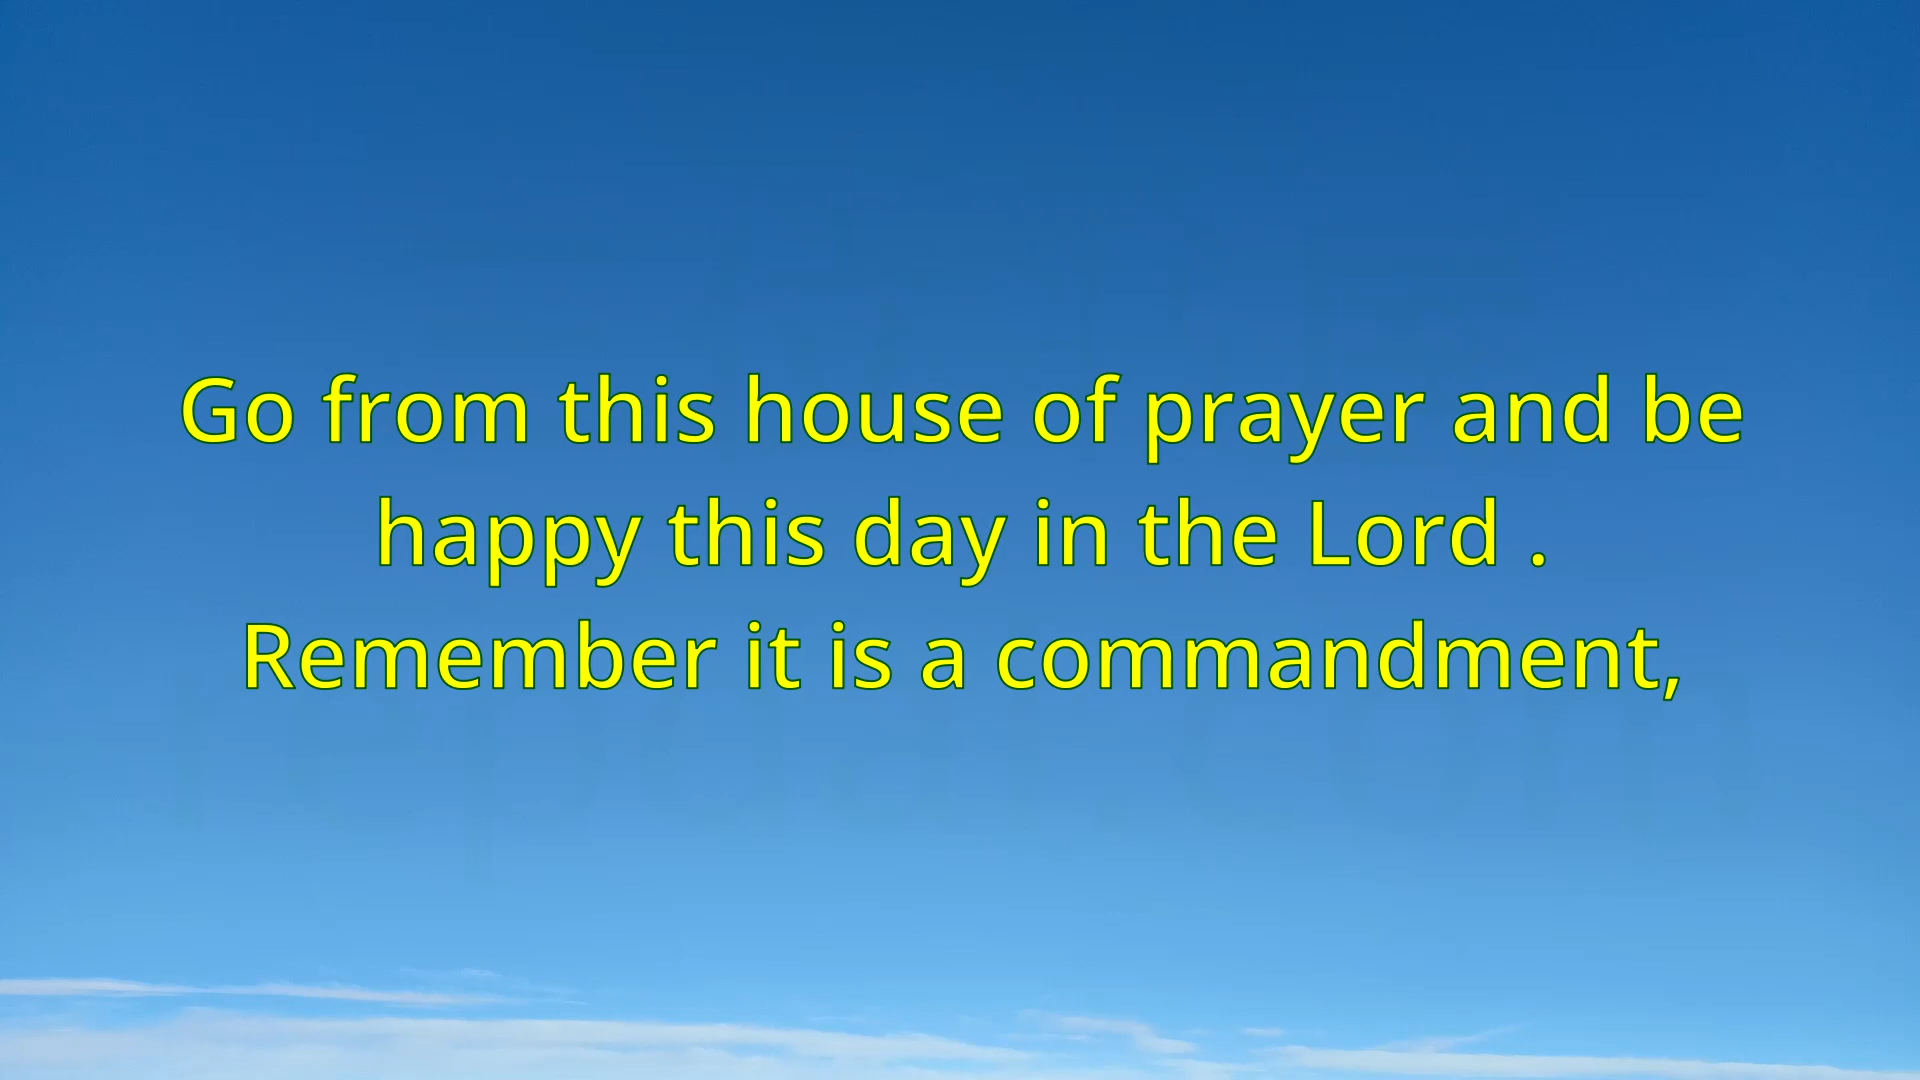 Go from this house of prayer and be
happy this day in the Lord .
Remember it is a commandment,